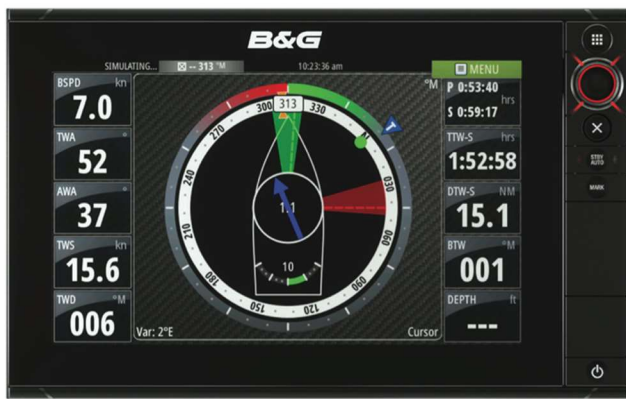 B&G
SIMULATING... -- 313 °M 10:23:36 am MENU
BSPD kn
7.0
TWA °
52
AWA °
37
TWS kn
15.6
TWD °M
006
°M
300 313 330
270
240
210
180
150
120
090
060
030
1.1
10
Var: 2°E
Cursor
P 0:53:40
hrs
S 0:59:17
TTW-S hrs
1:52:58
DTW-S NM
15.1
BTW °M
001
DEPTH ft
---
STBY
AUTO
MARK